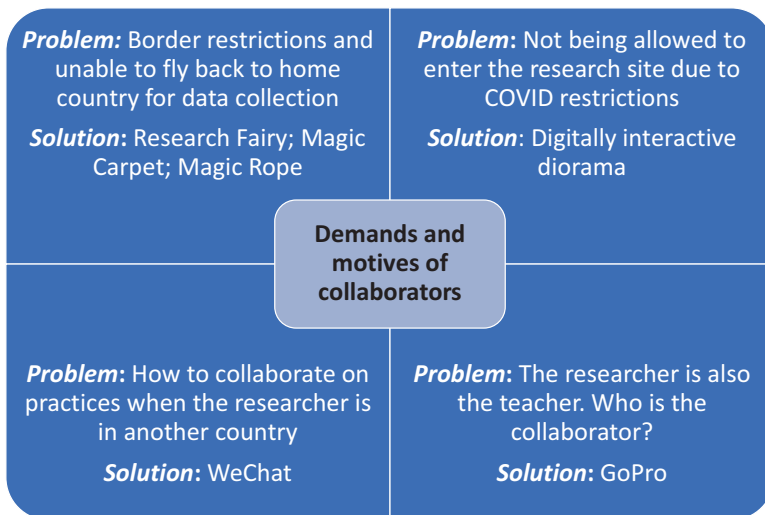 Problem: Border restrictions and
unable to fly back to home
country for data collection
Solution: Research Fairy; Magic
Carpet; Magic Rope
Problem: Not being allowed to
enter the research site due to
COVID restrictions
Solution: Digitally interactive
diorama
Demands and
motives of
collaborators
Problem: How to collaborate on
practices when the researcher is
in another country
Solution: WeChat
Problem: The researcher is also
the teacher. Who is the
collaborator?
Solution: GoPro